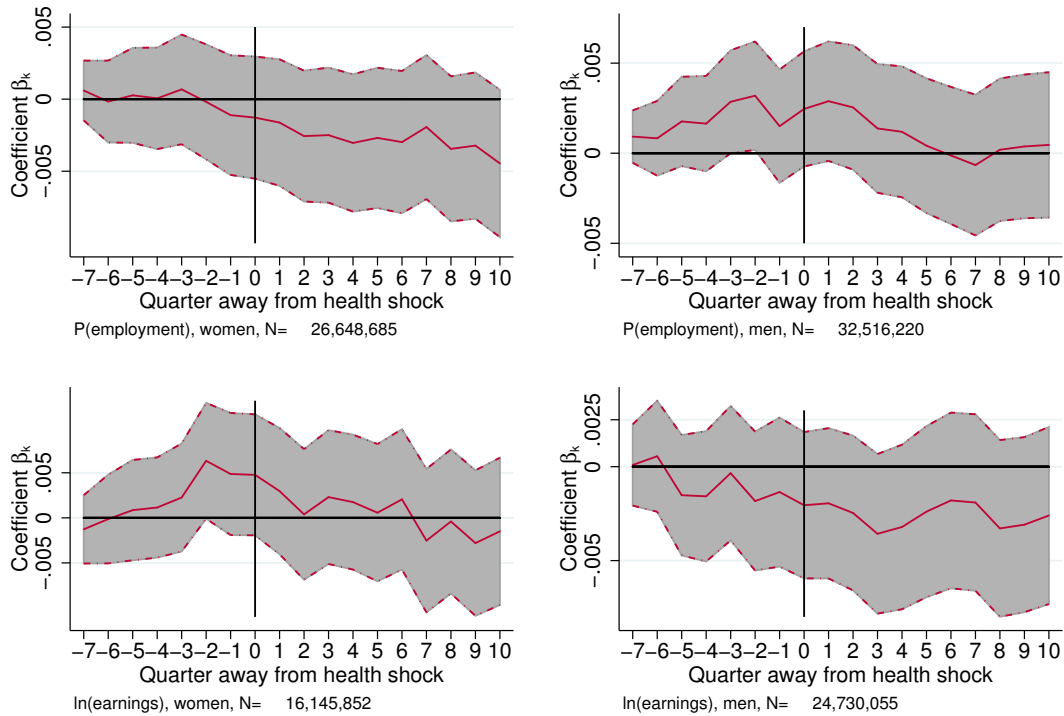 Coefficient βₖ
.005
0
−.005
−7 −6 −5 −4 −3 −2 −1 0 1 2 3 4 5 6 7 8 9 10
Quarter away from health shock
P(employment), women, N= 26,648,685
Coefficient βₖ
.005
0
−.005
−7 −6 −5 −4 −3 −2 −1 0 1 2 3 4 5 6 7 8 9 10
Quarter away from health shock
P(employment), men, N= 32,516,220
Coefficient βₖ
.005
0
−.005
−7 −6 −5 −4 −3 −2 −1 0 1 2 3 4 5 6 7 8 9 10
Quarter away from health shock
ln(earnings), women, N= 16,145,852
Coefficient βₖ
.0025
0
−.005
−7 −6 −5 −4 −3 −2 −1 0 1 2 3 4 5 6 7 8 9 10
Quarter away from health shock
ln(earnings), men, N= 24,730,055